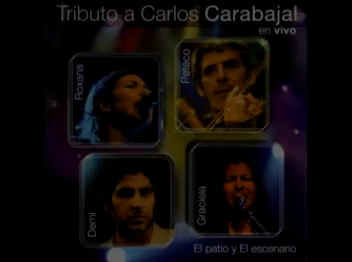 Tributo a Carlos Carabajal
en vivo
Roxana
Peteco
Demi
Graciela
El patio y El escenario